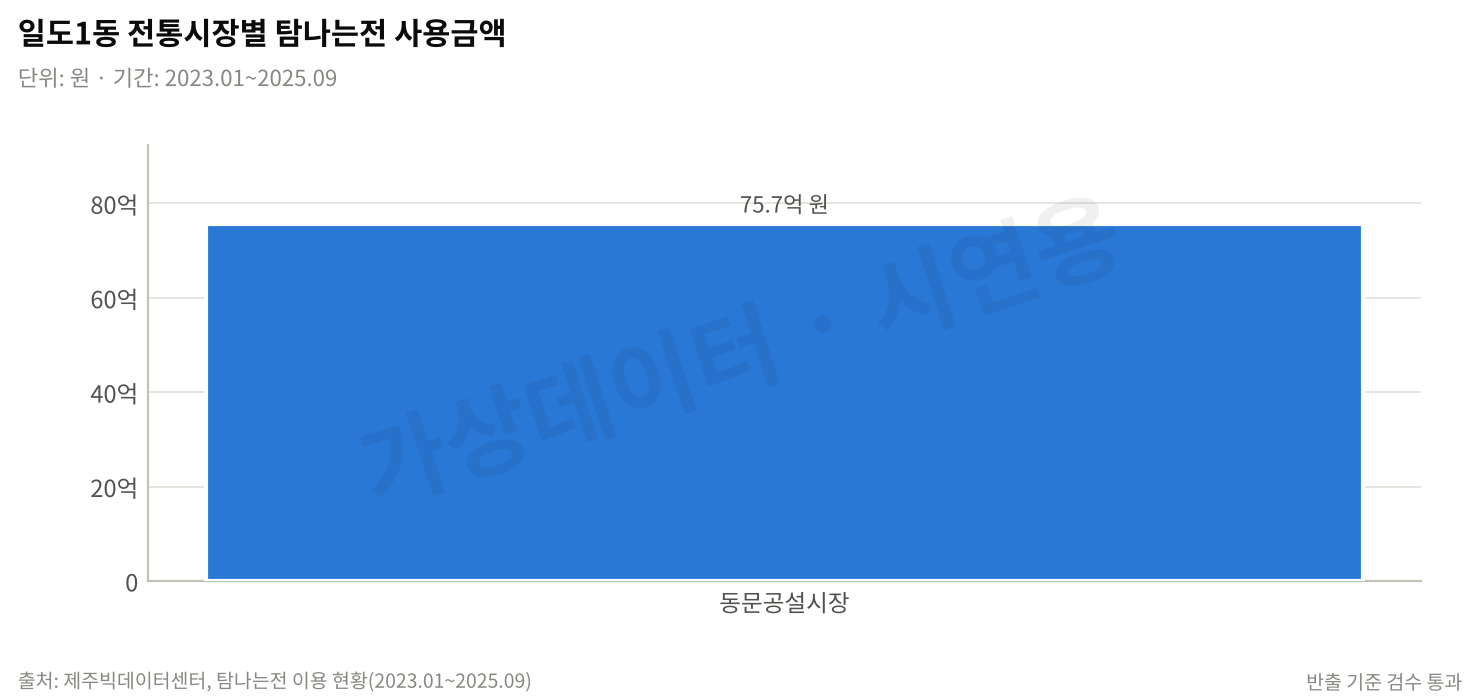 일도1동 전통시장별 탐나는전 사용금액
단위: 원 · 기간: 2023.01~2025.09
80억
60억
40억
20억
0
75.7억 원
가상데이터 · 시연용
동문공설시장
출처: 제주빅데이터센터, 탐나는전 이용 현황(2023.01~2025.09)
반출 기준 검수 통과